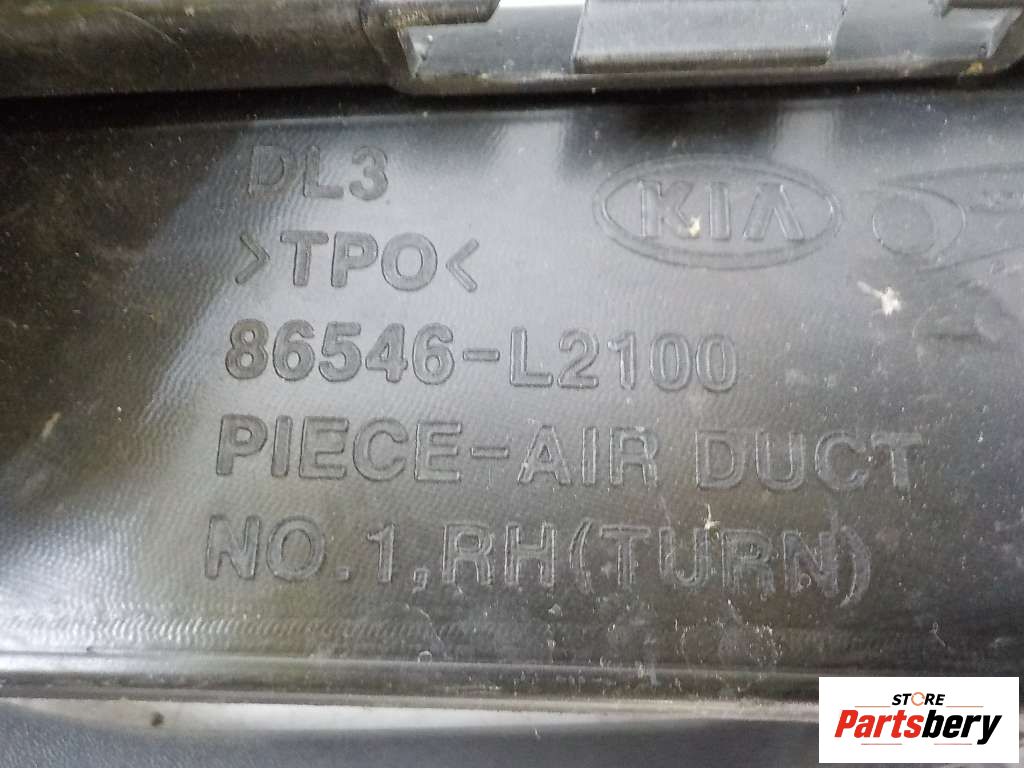 DL3
KIA
>TPO<
86546-L2100
PIECE-AIR DUCT
NO.1,RH(TURN)
STORE
Partsbery